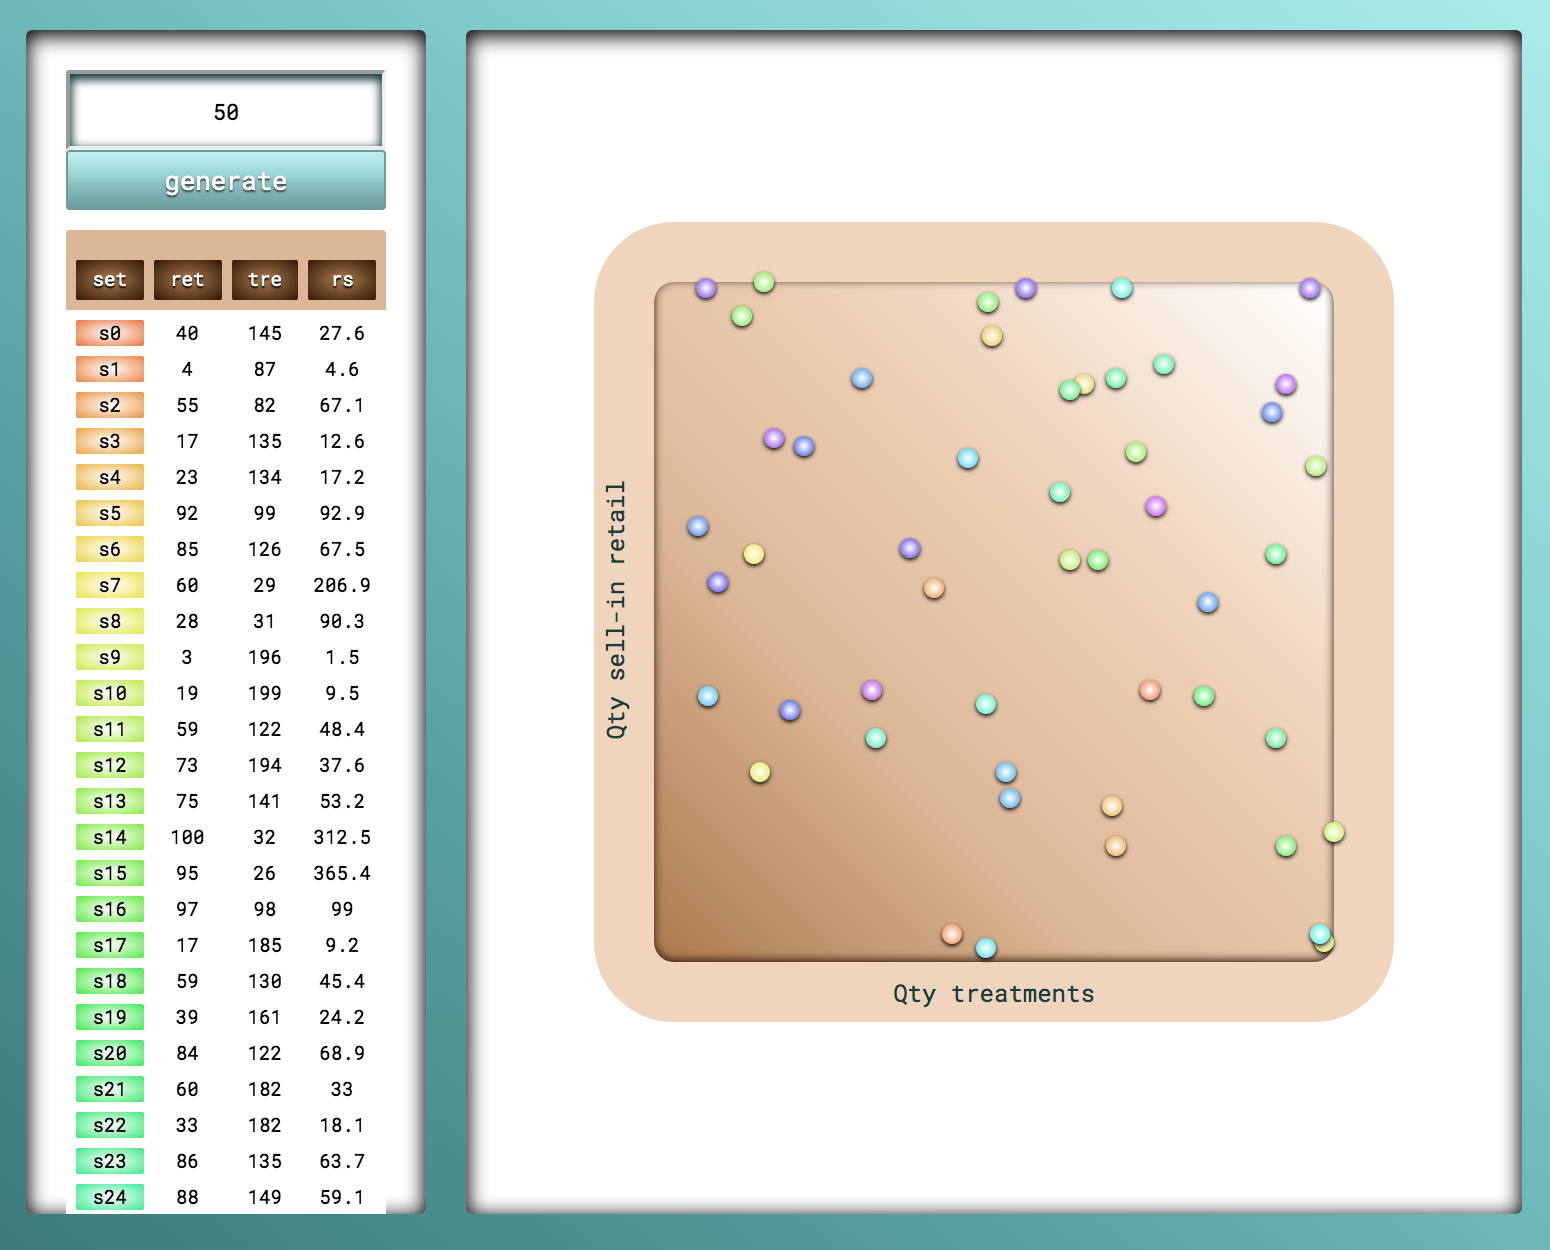 50
generate
set ret tre rs
s0 40 145 27.6
s1 4 87 4.6
s2 55 82 67.1
s3 17 135 12.6
s4 23 134 17.2
s5 92 99 92.9
s6 85 126 67.5
s7 60 29 206.9
s8 28 31 90.3
s9 3 196 1.5
s10 19 199 9.5
s11 59 122 48.4
s12 73 194 37.6
s13 75 141 53.2
s14 100 32 312.5
s15 95 26 365.4
s16 97 98 99
s17 17 185 9.2
s18 59 130 45.4
s19 39 161 24.2
s20 84 122 68.9
s21 60 182 33
s22 33 182 18.1
s23 86 135 63.7
s24 88 149 59.1
Qty sell-in retail
Qty treatments